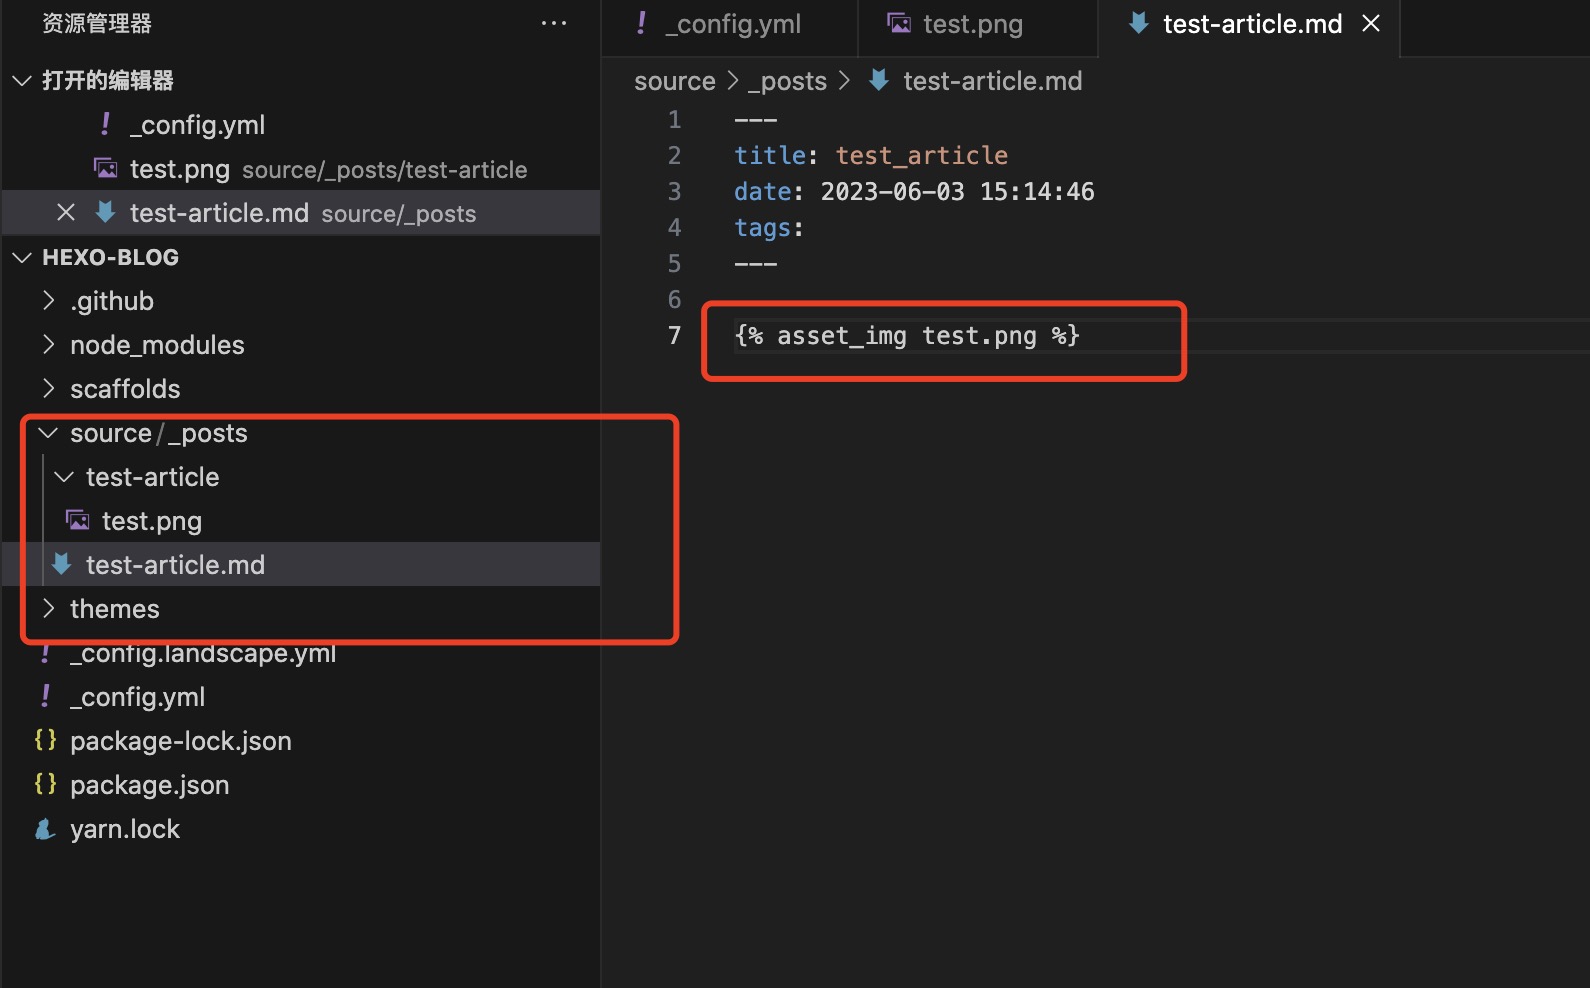 资源管理器 ···
打开的编辑器
! _config.yml
test.png source/_posts/test-article
test-article.md source/_posts
HEXO-BLOG
.github
node_modules
scaffolds
source/_posts
test-article
test.png
test-article.md
themes
! _config.landscape.yml
! _config.yml
{} package-lock.json
{} package.json
yarn.lock
! _config.yml test.png test-article.md
source > _posts > test-article.md
1 ---
2 title: test_article
3 date: 2023-06-03 15:14:46
4 tags:
5 ---
6
7 {% asset_img test.png %}